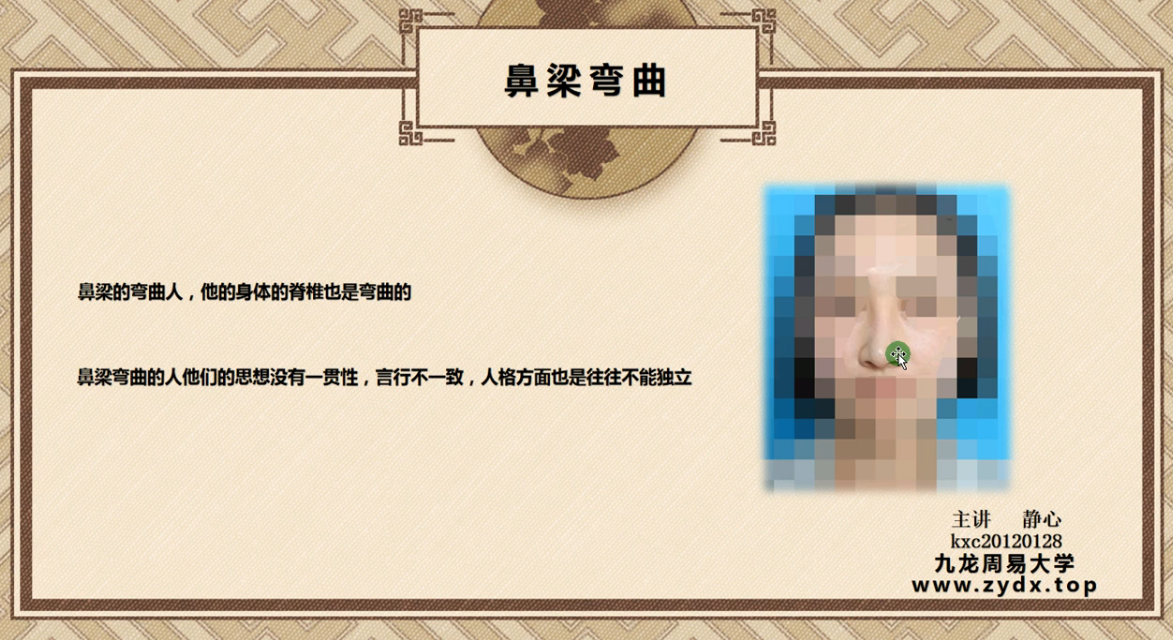 鼻梁弯曲
鼻梁的弯曲人，他的身体的脊椎也是弯曲的
鼻梁弯曲的人他们的思想没有一贯性，言行不一致，人格方面也是往往不能独立
主讲 静心
kxc20120128
九龙周易大学
www.zydx.top